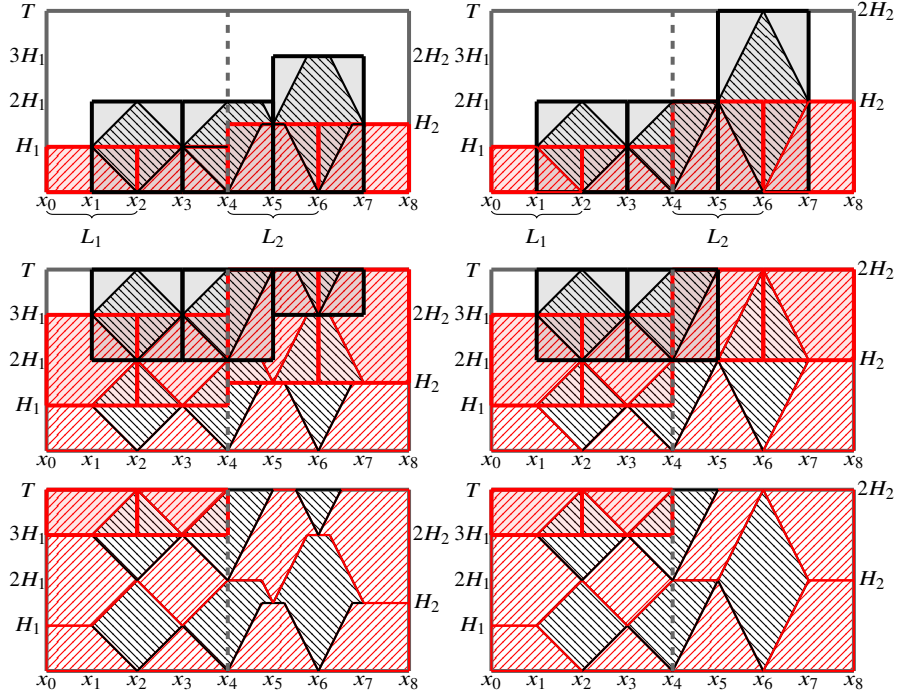 T
2H₂
3H₁
2H₂
3H₁
2H₁
2H₁
H₂
H₂
H₁
H₁
x₀ x₁ x₂ x₃ x₄ x₅ x₆ x₇ x₈ x₀ x₁ x₂ x₃ x₄ x₅ x₆ x₇ x₈
L₁ L₂ L₁ L₂
T T 2H₂
3H₁ 2H₂ 3H₁
2H₁ 2H₁ H₂
H₁ H₂ H₁
x₀ x₁ x₂ x₃ x₄ x₅ x₆ x₇ x₈ x₀ x₁ x₂ x₃ x₄ x₅ x₆ x₇ x₈
T T 2H₂
3H₁ 2H₂ 3H₁
2H₁ 2H₁ H₂
H₁ H₂ H₁
x₀ x₁ x₂ x₃ x₄ x₅ x₆ x₇ x₈ x₀ x₁ x₂ x₃ x₄ x₅ x₆ x₇ x₈